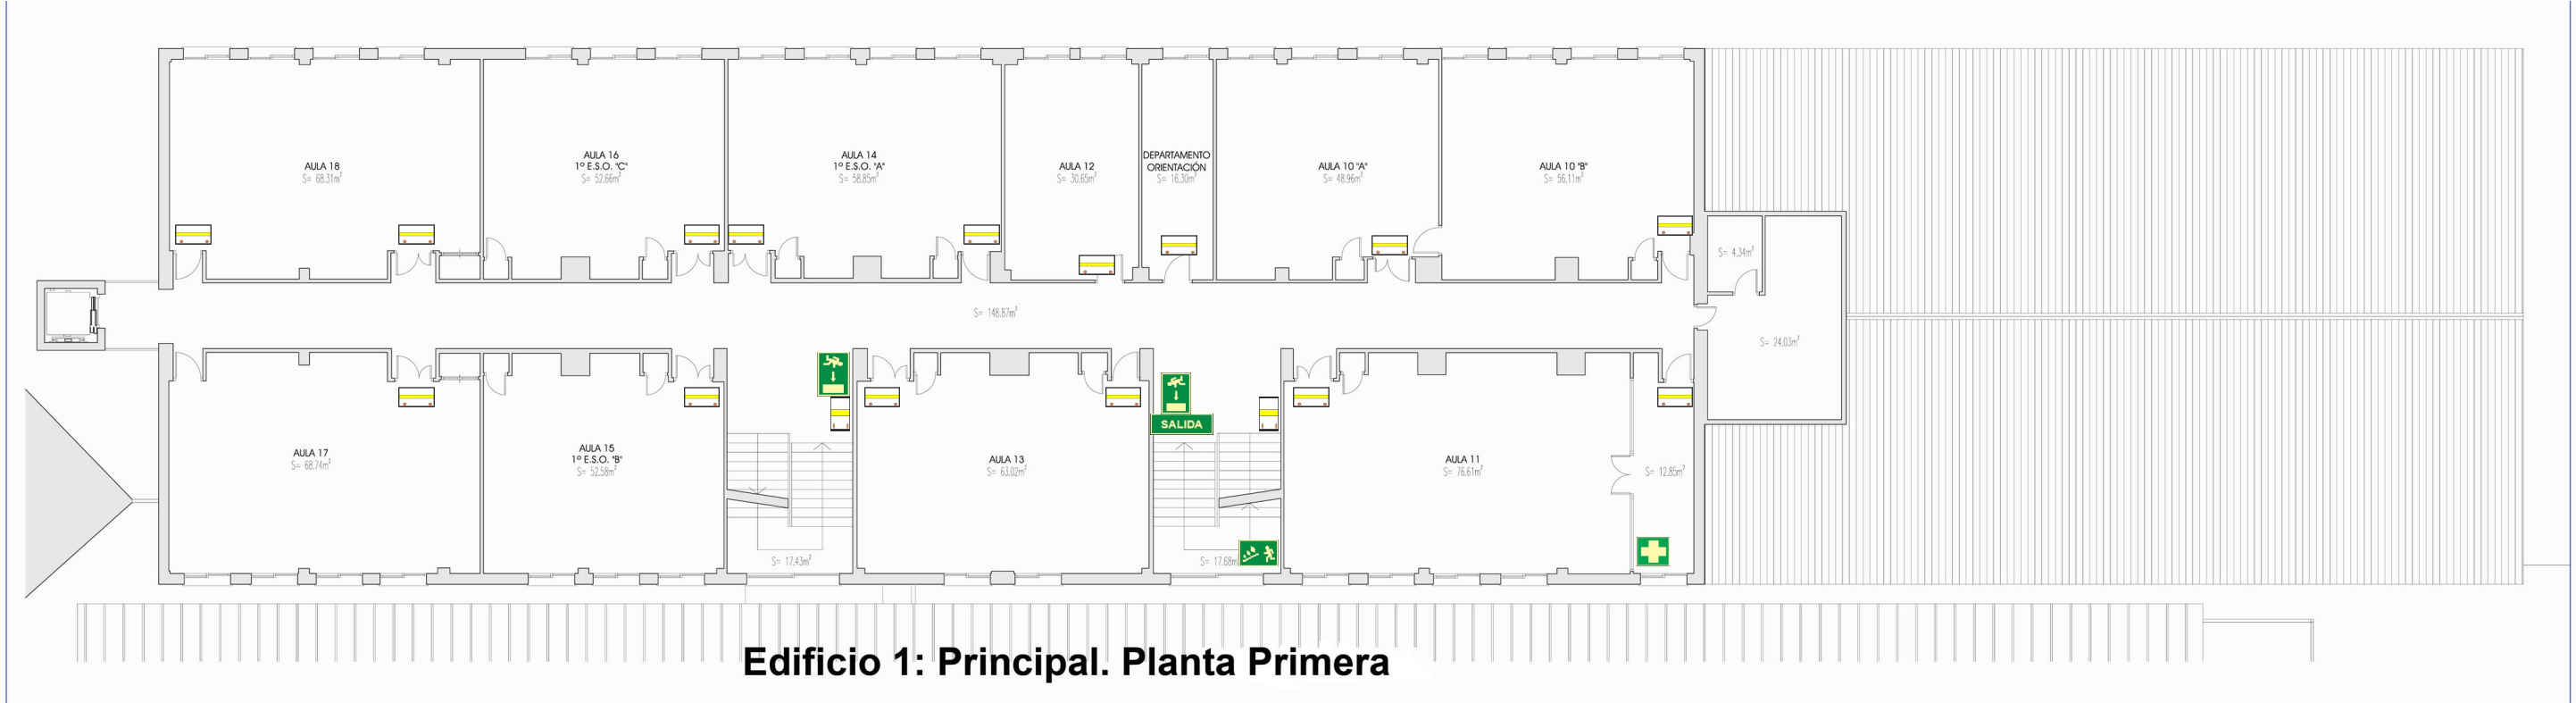 AULA 18
S= 68.31m²
AULA 16
1º E.S.O. "C"
S= 52.66m²
AULA 14
1º E.S.O. "A"
S= 58.85m²
AULA 12
S= 30.65m²
DEPARTAMENTO
ORIENTACIÓN
S= 16.30m²
AULA 10 "A"
S= 48.96m²
AULA 10 "B"
S= 56.11m²
S= 4.34m²
S= 148.87m²
S= 24.03m²
AULA 17
S= 68.74m²
AULA 15
1º E.S.O. "B"
S= 52.58m²
S= 17.43m²
AULA 13
S= 63.02m²
SALIDA
S= 17.68m
AULA 11
S= 76.61m²
S= 12.85m²
Edificio 1: Principal. Planta Primera